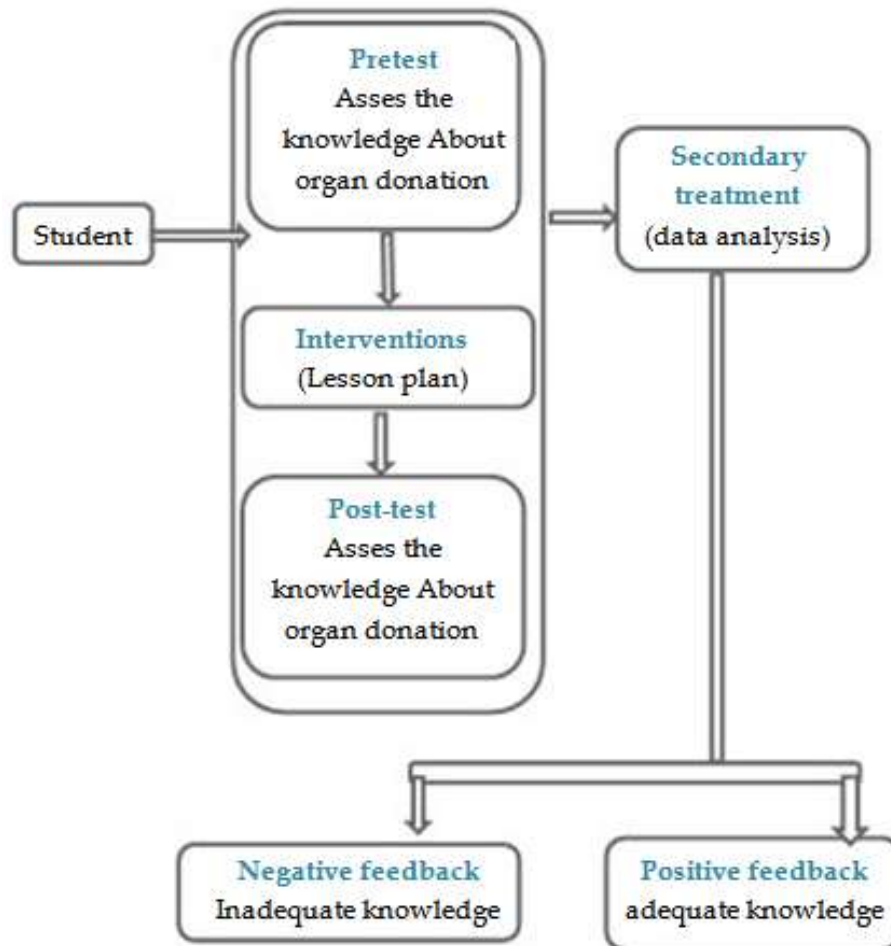 Pretest
Asses the
knowledge About
organ donation
Student
Secondary
treatment
(data analysis)
Interventions
(Lesson plan)
Post-test
Asses the
knowledge About
organ donation
Negative feedback
Inadequate knowledge
Positive feedback
adequate knowledge